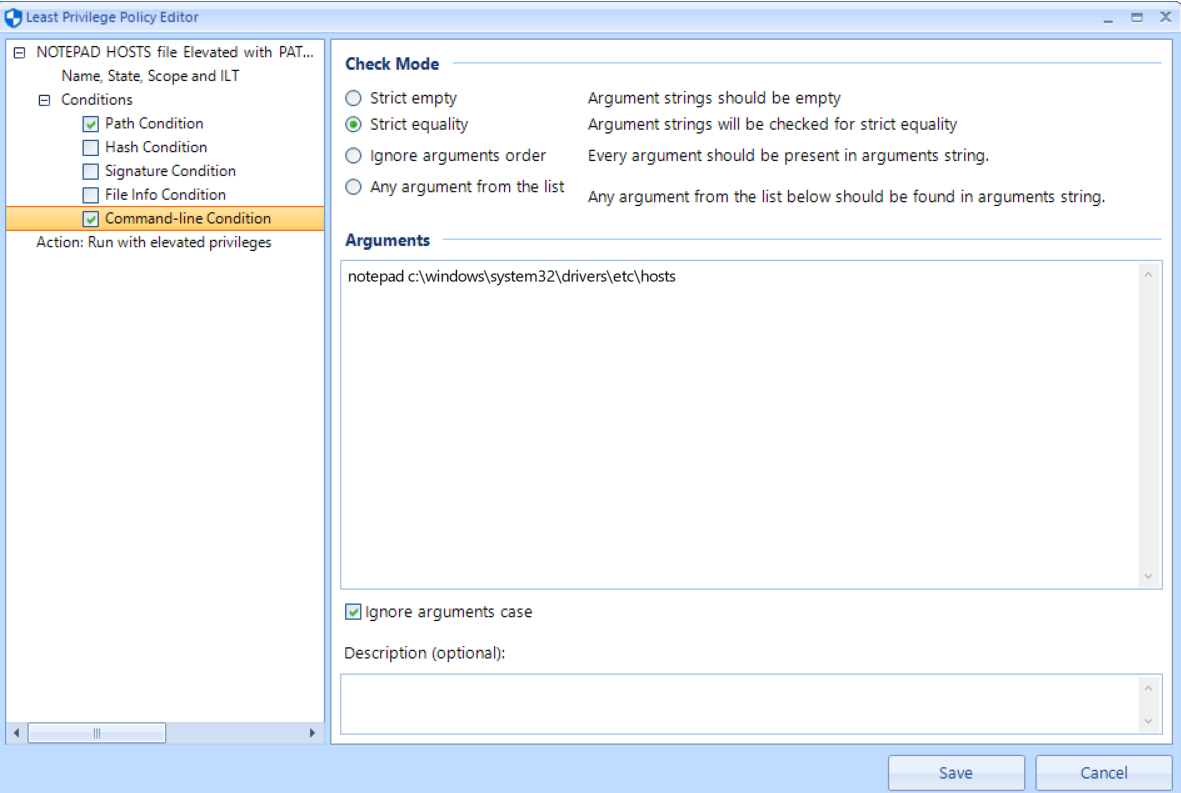 Least Privilege Policy Editor
NOTEPAD HOSTS file Elevated with PAT...
Name, State, Scope and ILT
Conditions
Path Condition
Hash Condition
Signature Condition
File Info Condition
Command-line Condition
Action: Run with elevated privileges
Check Mode
Strict empty Argument strings should be empty
Strict equality Argument strings will be checked for strict equality
Ignore arguments order Every argument should be present in arguments string.
Any argument from the list Any argument from the list below should be found in arguments string.
Arguments
notepad c:\windows\system32\drivers\etc\hosts
Ignore arguments case
Description (optional):
Save Cancel